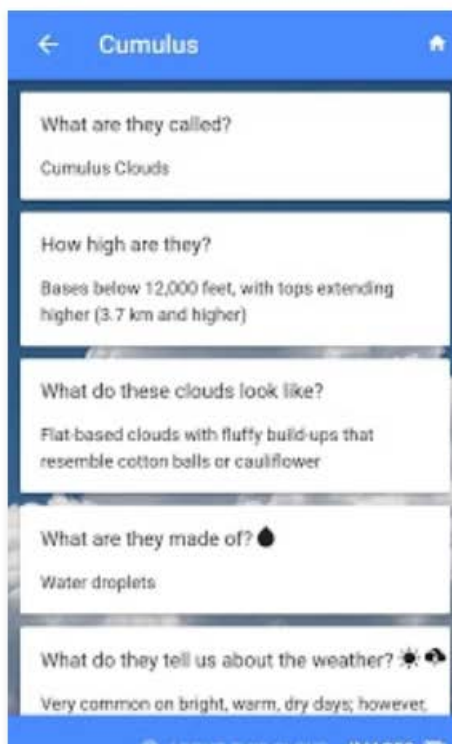 Cumulus
What are they called?
Cumulus Clouds
How high are they?
Bases below 12,000 feet, with tops extending
higher (3.7 km and higher)
What do these clouds look like?
Flat-based clouds with fluffy build-ups that
resemble cotton balls or cauliflower
What are they made of?
Water droplets
What do they tell us about the weather?
Very common on bright, warm, dry days; however,